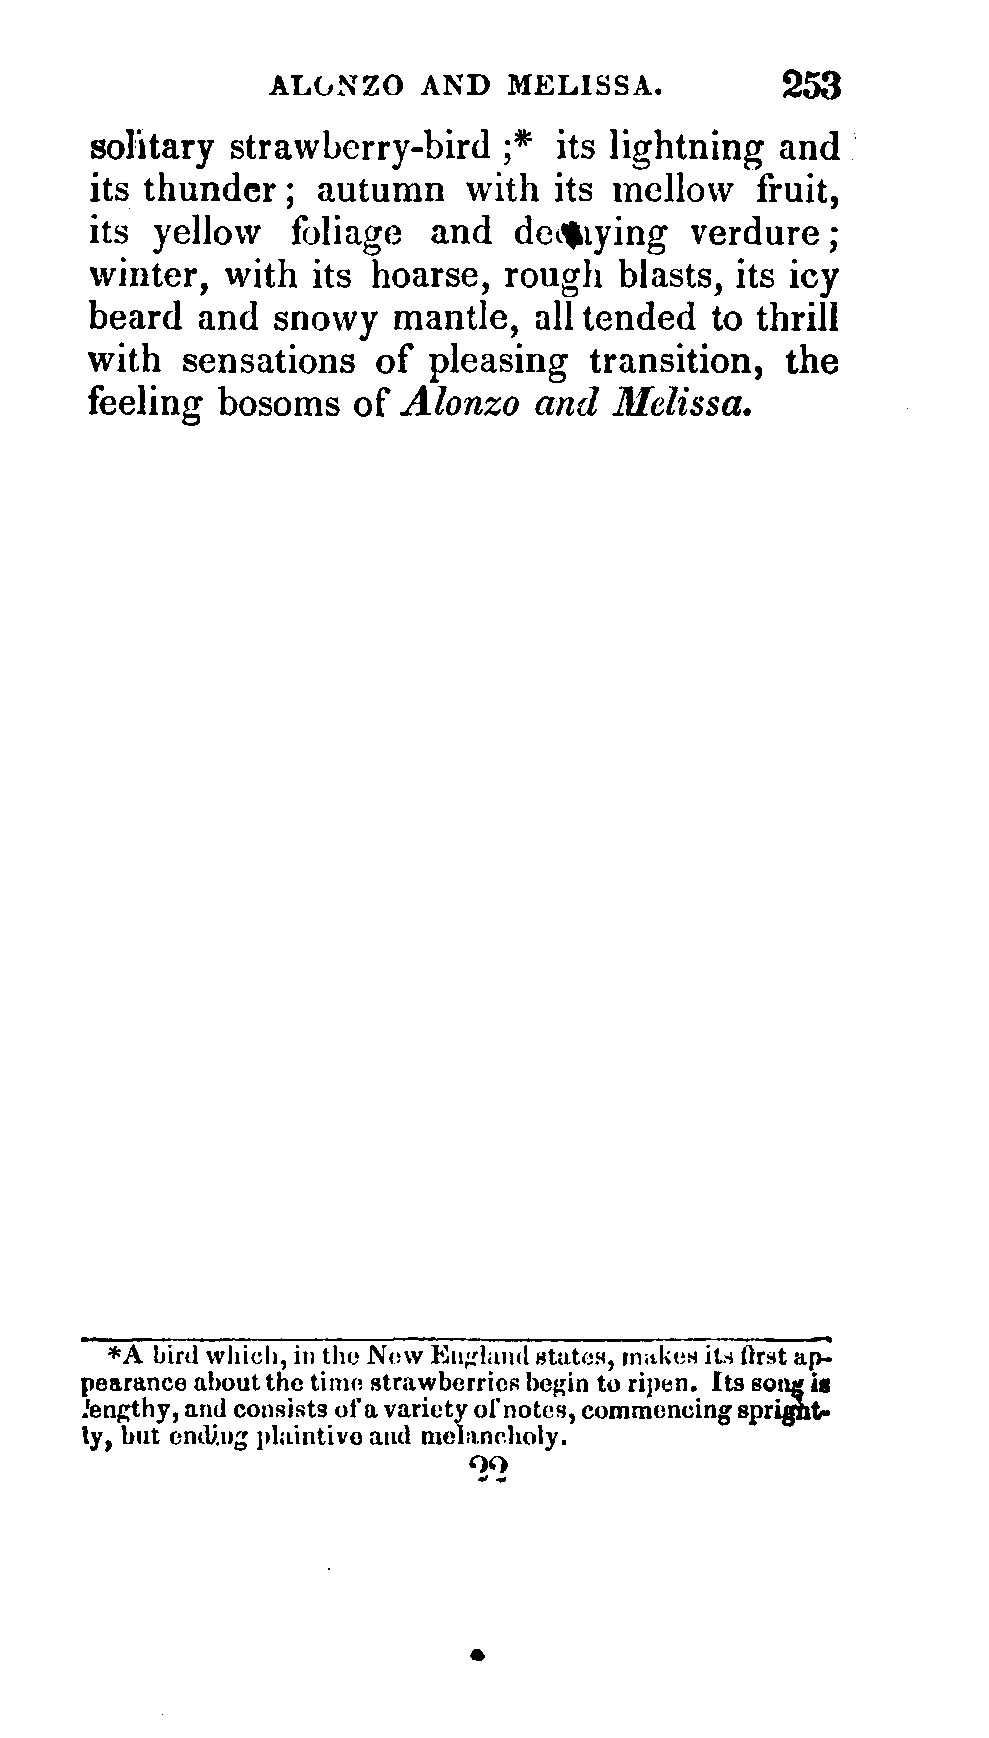 ALONZO AND MELISSA. 253
solitary strawberry-bird ;* its lightning and
its thunder ; autumn with its mellow fruit,
its yellow foliage and decaying verdure ;
winter, with its hoarse, rough blasts, its icy
beard and snowy mantle, all tended to thrill
with sensations of pleasing transition, the
feeling bosoms of Alonzo and Melissa.
*A bird which, in the New England states, makes its first ap-
pearance about the time strawberries begin to ripen. Its song is
lengthy, and consists of a variety of notes, commencing spright-
ly, but ending plaintive and melancholy.
22